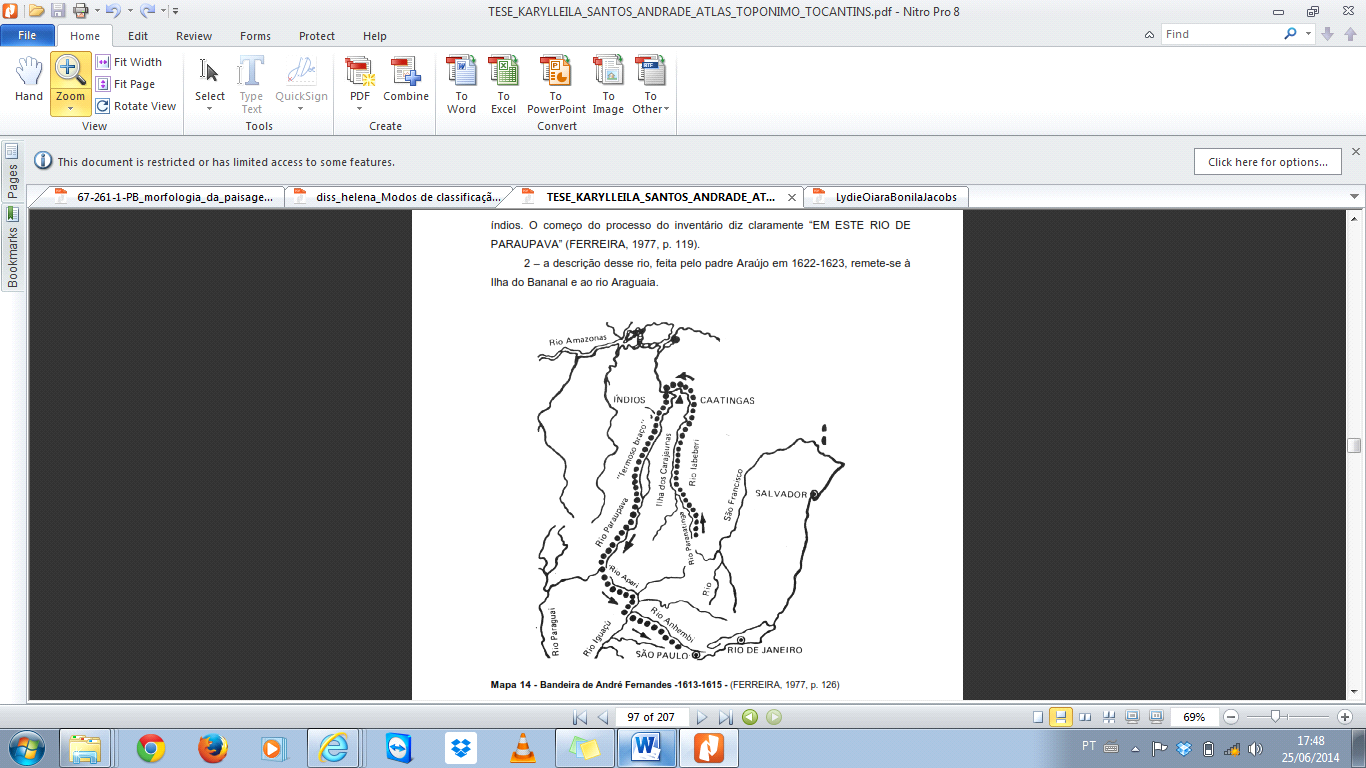 TESE_KARYLLEILA_SANTOS_ANDRADE_ATLAS_TOPONIMO_TOCANTINS.pdf - Nitro Pro 8
File Home Edit Review Forms Protect Help Find
Hand
Zoom
Fit Width
Fit Page
Rotate View
View
Select
Type Text
QuickSign
Tools
PDF
Combine
Create
To Word
To Excel
To PowerPoint
To Image
To Other
Convert
This document is restricted or has limited access to some features.
Click here for options...
Pages
Bookmarks
67-261-1-PB_morfologia_da_paisage...
diss_helena_Modos de classificaçã...
TESE_KARYLLEILA_SANTOS_ANDRADE_AT...
LydieOiaraBonilaJacobs
índios. O começo do processo do inventário diz claramente “EM ESTE RIO DE
PARAUPAVA” (FERREIRA, 1977, p. 119).
2 – a descrição desse rio, feita pelo padre Araújo em 1622-1623, remete-se à
Ilha do Bananal e ao rio Araguaia.
Rio Amazonas
ÍNDIOS
CAATINGAS
"fermoso braço"
Ilha dos Carajaunas
Rio Iabeberi
São Francisco
SALVADOR
Rio Paraupava
Rio Paranatinga
Rio Apari
Rio
Rio Paraguai
Rio Iguaçú
Rio Anhembi
SÃO PAULO
RIO DE JANEIRO
Mapa 14 - Bandeira de André Fernandes -1613-1615 - (FERREIRA, 1977, p. 126)
97 of 207
69%
PT
17:48
25/06/2014